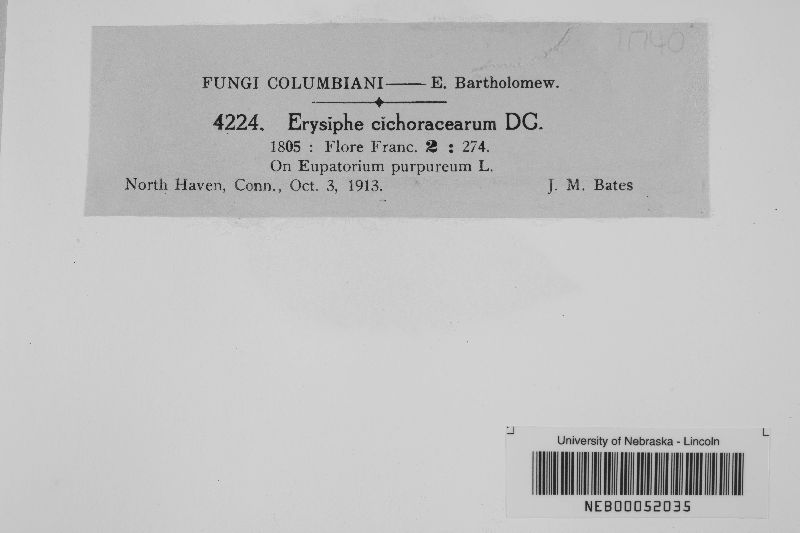 11740
FUNGI COLUMBIANI—— E. Bartholomew.
4224. Erysiphe cichoracearum DC.
1805 : Flore Franc. 2 : 274.
On Eupatorium purpureum L.
North Haven, Conn., Oct. 3, 1913. J. M. Bates
University of Nebraska - Lincoln
NEB00052035